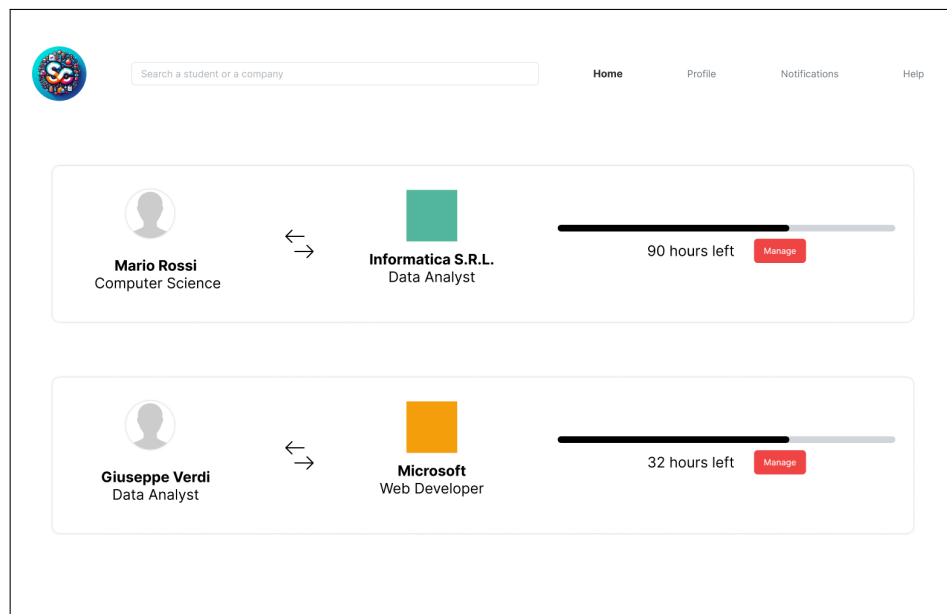 SC
Search a student or a company
Home
Profile
Notifications
Help
Mario Rossi
Computer Science
Informatica S.R.L.
Data Analyst
90 hours left
Manage
Giuseppe Verdi
Data Analyst
Microsoft
Web Developer
32 hours left
Manage